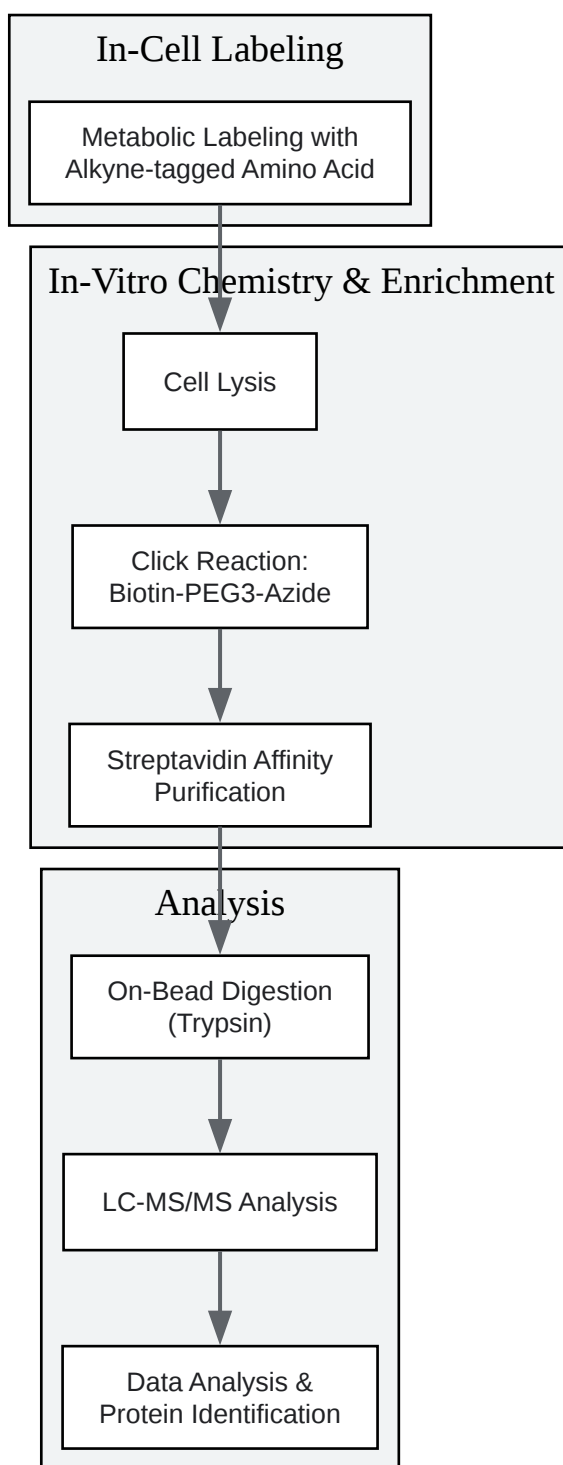 In-Cell Labeling
Metabolic Labeling with
Alkyne-tagged Amino Acid
In-Vitro Chemistry & Enrichment
Cell Lysis
Click Reaction:
Biotin-PEG3-Azide
Streptavidin Affinity
Purification
Analysis
On-Bead Digestion
(Trypsin)
LC-MS/MS Analysis
Data Analysis &
Protein Identification